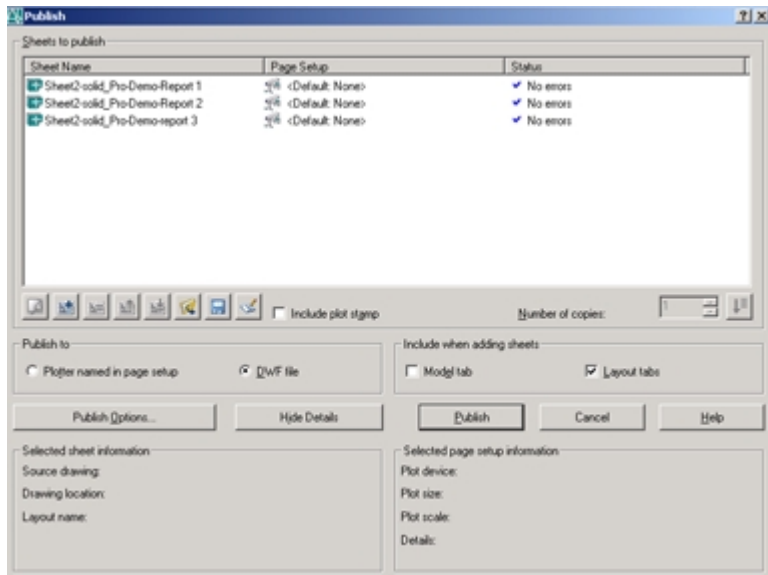 Publish
Sheets to publish
Sheet Name Page Setup Status
Sheet2-solid_Pro-Demo-Report 1 <Default: None> No errors
Sheet2-solid_Pro-Demo-Report 2 <Default: None> No errors
Sheet2-solid_Pro-Demo-report 3 <Default: None> No errors
Include plot stamp Number of copies: 1
Publish to Include when adding sheets
Plotter named in page setup DWF file Model tab Layout tabs
Publish Options... Hide Details Publish Cancel Help
Selected sheet information Selected page setup information
Source drawing: Plot device:
Drawing location: Plot size:
Layout name: Plot scale:
Details: